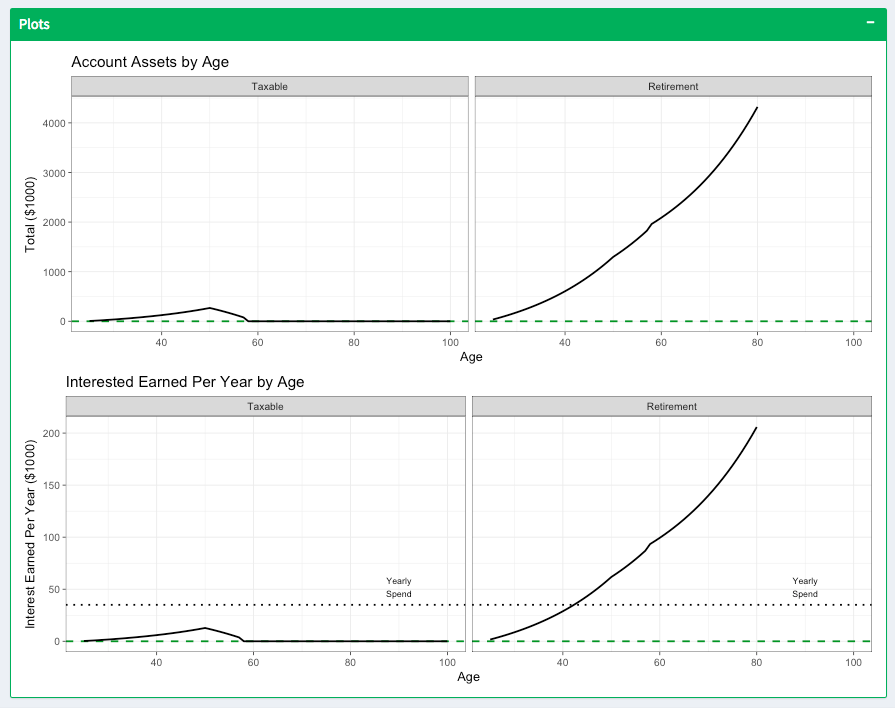 Plots
−
Account Assets by Age
Taxable
Retirement
Total ($1000)
4000
3000
2000
1000
0
40 60 80 100
40 60 80 100
Age
Interested Earned Per Year by Age
Taxable
Retirement
Interest Earned Per Year ($1000)
200
150
100
50
0
Yearly
Spend
Yearly
Spend
40 60 80 100
40 60 80 100
Age